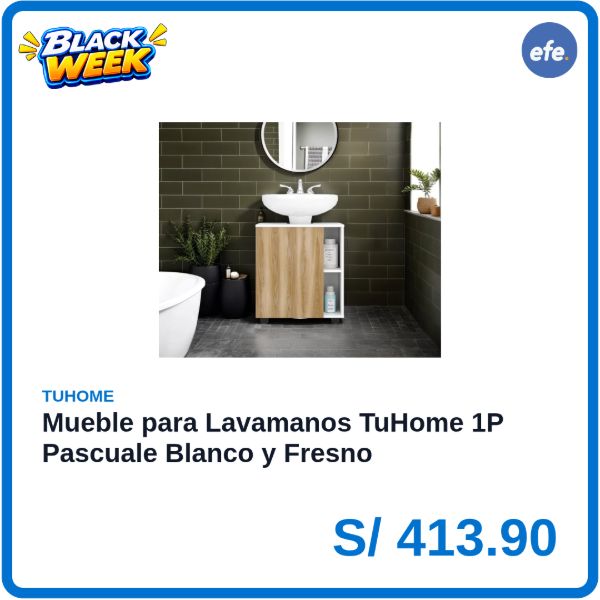 BLACK
WEEK
efe.
TUHOME
Mueble para Lavamanos TuHome 1P
Pascuale Blanco y Fresno
S/ 413.90